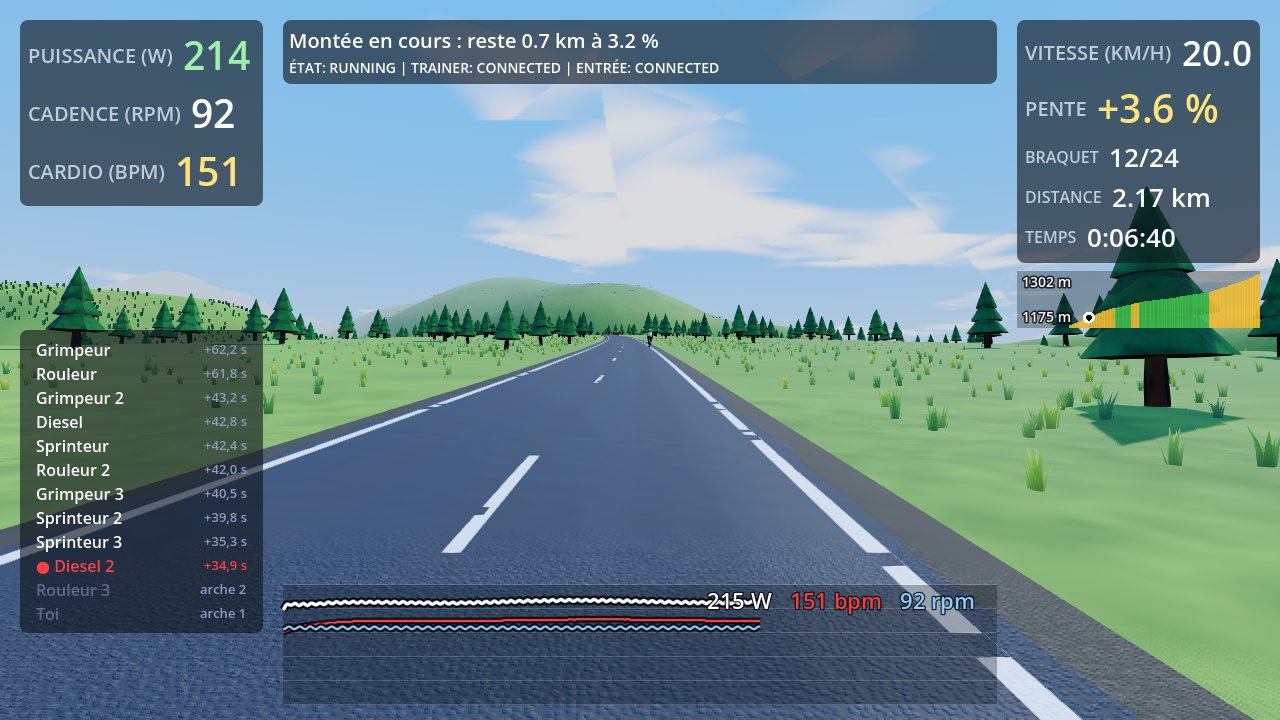 PUISSANCE (W) 214
CADENCE (RPM) 92
CARDIO (BPM) 151
Montée en cours : reste 0.7 km à 3.2 %
ÉTAT: RUNNING | TRAINER: CONNECTED | ENTRÉE: CONNECTED
VITESSE (KM/H) 20.0
PENTE +3.6 %
BRAQUET 12/24
DISTANCE 2.17 km
TEMPS 0:06:40
1302 m
1175 m
Grimpeur +62,2 s
Rouleur +61,8 s
Grimpeur 2 +43,2 s
Diesel +42,8 s
Sprinteur +42,4 s
Rouleur 2 +42,0 s
Grimpeur 3 +40,5 s
Sprinteur 2 +39,8 s
Sprinteur 3 +35,3 s
Diesel 2 +34,9 s
Rouleur 3 arche 2
Toi arche 1
215 W 151 bpm 92 rpm